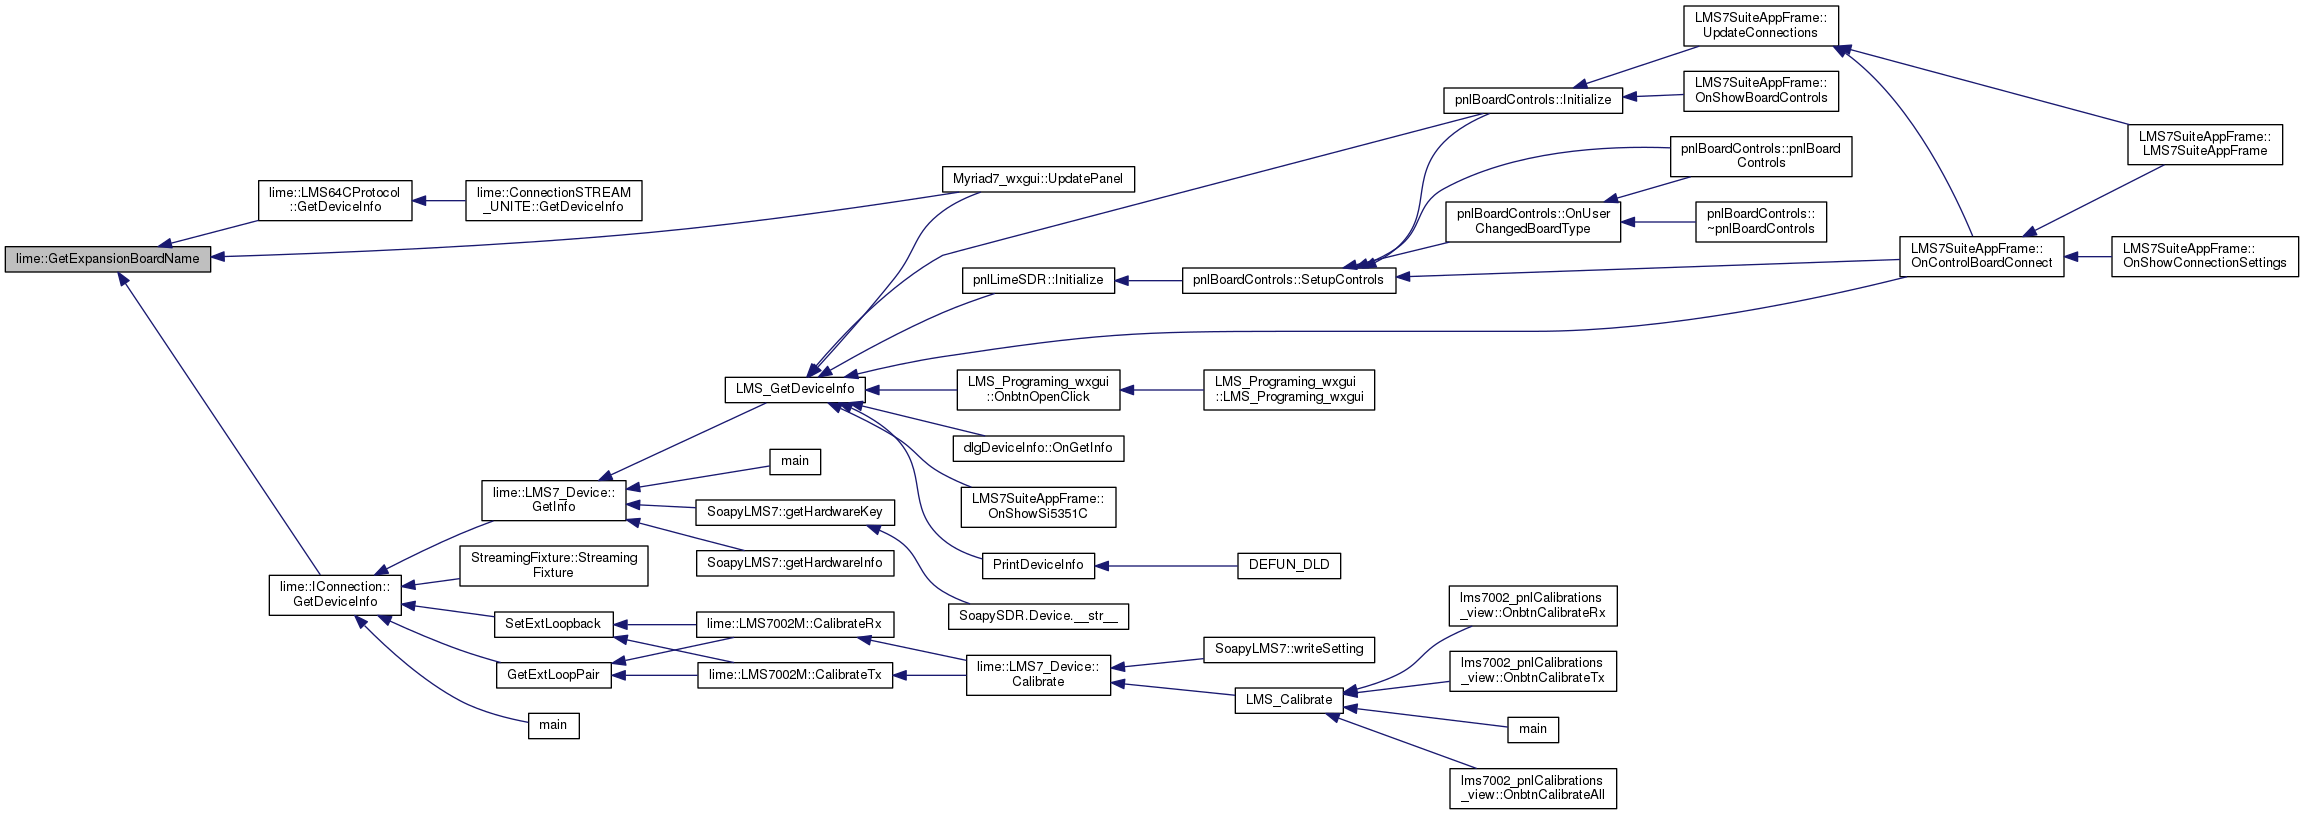 LMS7SuiteAppFrame::
UpdateConnections
LMS7SuiteAppFrame::
OnShowBoardControls
pnlBoardControls::Initialize
LMS7SuiteAppFrame::
LMS7SuiteAppFrame
pnlBoardControls::pnlBoard
Controls
Myriad7_wxgui::UpdatePanel
lime::LMS64CProtocol
::GetDeviceInfo
lime::ConnectionSTREAM
_UNITE::GetDeviceInfo
pnlBoardControls::OnUser
ChangedBoardType
pnlBoardControls::
~pnlBoardControls
lime::GetExpansionBoardName
LMS7SuiteAppFrame::
OnControlBoardConnect
LMS7SuiteAppFrame::
OnShowConnectionSettings
pnlLimeSDR::Initialize
pnlBoardControls::SetupControls
LMS_GetDeviceInfo
LMS_Programing_wxgui
::OnbtnOpenClick
LMS_Programing_wxgui
::LMS_Programing_wxgui
dlgDeviceInfo::OnGetInfo
main
lime::LMS7_Device::
GetInfo
LMS7SuiteAppFrame::
OnShowSi5351C
SoapyLMS7::getHardwareKey
SoapyLMS7::getHardwareInfo
PrintDeviceInfo
DEFUN_DLD
StreamingFixture::Streaming
Fixture
lime::IConnection::
GetDeviceInfo
SoapySDR.Device.__str__
SetExtLoopback
lime::LMS7002M::CalibrateRx
lms7002_pnlCalibrations
_view::OnbtnCalibrateRx
GetExtLoopPair
lime::LMS7002M::CalibrateTx
lime::LMS7_Device::
Calibrate
SoapyLMS7::writeSetting
LMS_Calibrate
lms7002_pnlCalibrations
_view::OnbtnCalibrateTx
main
main
lms7002_pnlCalibrations
_view::OnbtnCalibrateAll